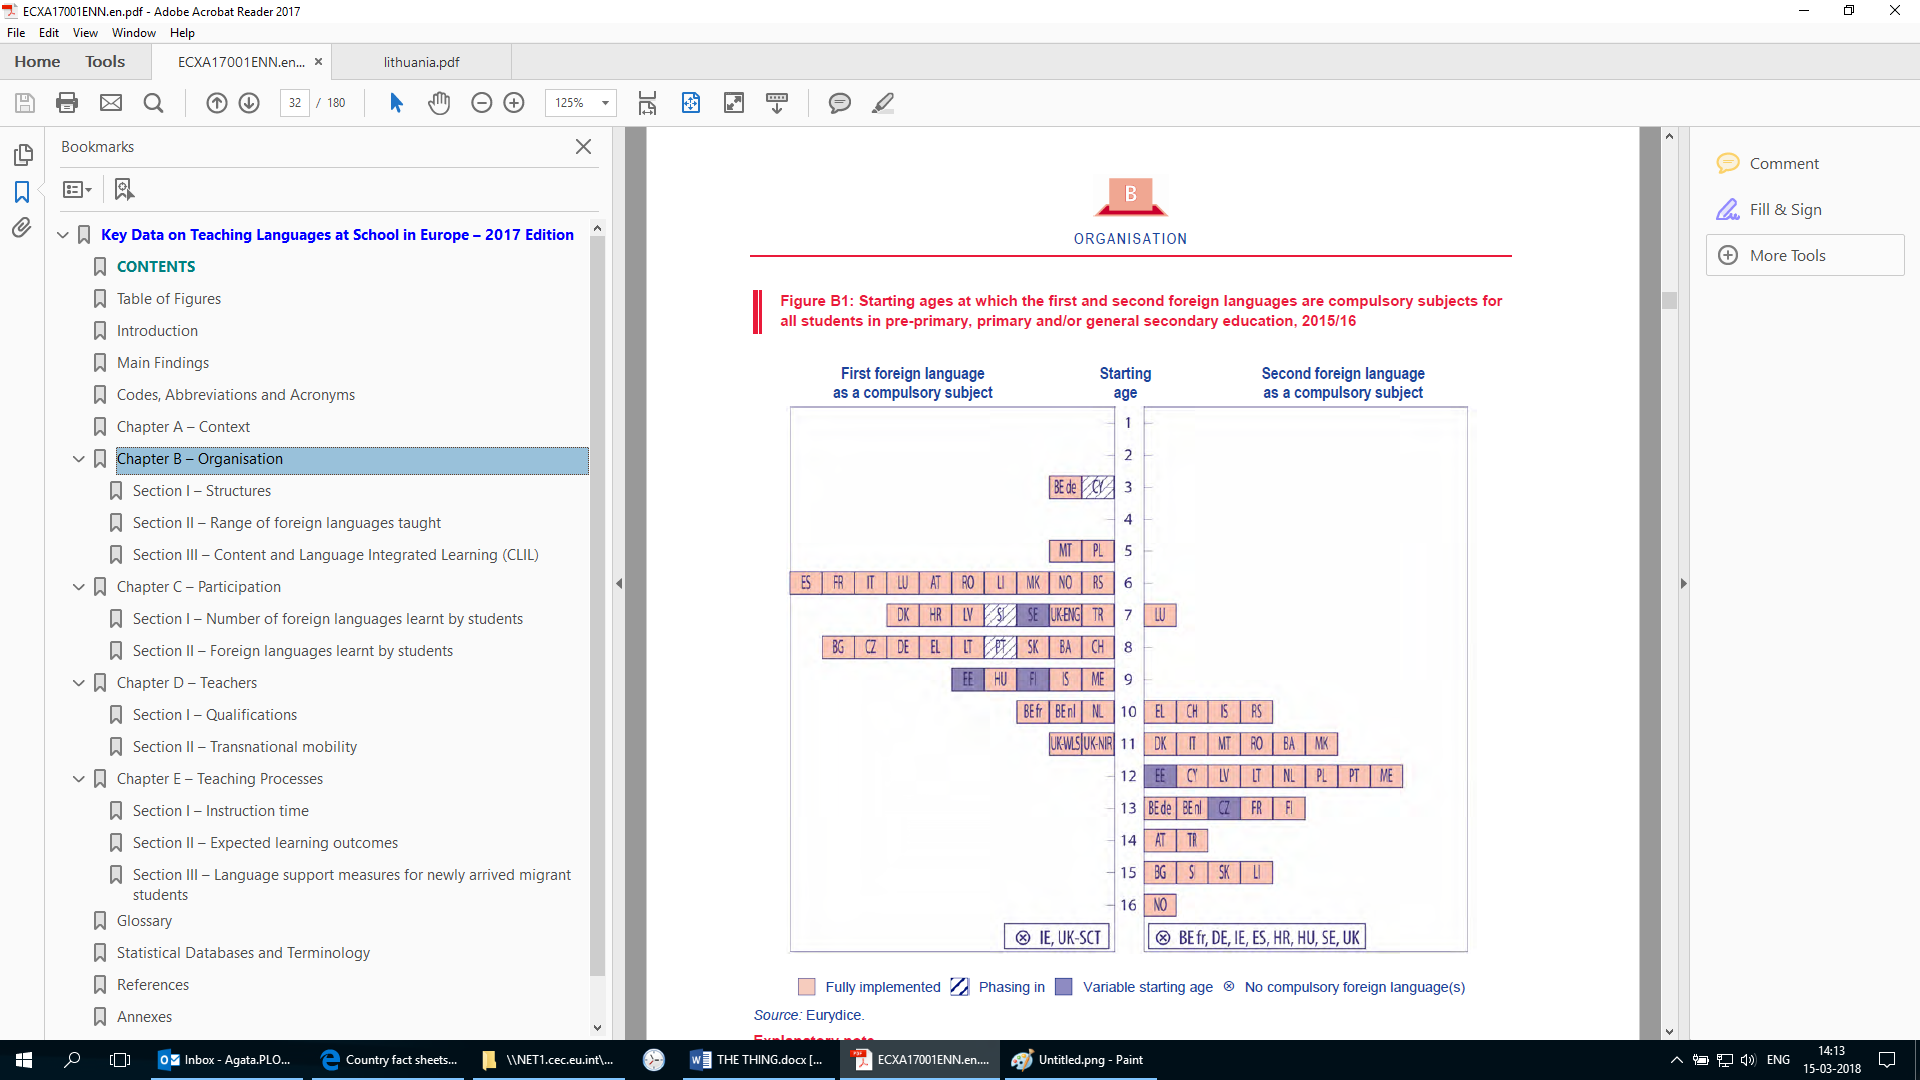 ECXA17001ENN.en.pdf - Adobe Acrobat Reader 2017
File Edit View Window Help
Home Tools ECXA17001ENN.en... × lithuania.pdf
32 / 180 125%
Bookmarks
Key Data on Teaching Languages at School in Europe – 2017 Edition
CONTENTS
Table of Figures
Introduction
Main Findings
Codes, Abbreviations and Acronyms
Chapter A – Context
Chapter B – Organisation
Section I – Structures
Section II – Range of foreign languages taught
Section III – Content and Language Integrated Learning (CLIL)
Chapter C – Participation
Section I – Number of foreign languages learnt by students
Section II – Foreign languages learnt by students
Chapter D – Teachers
Section I – Qualifications
Section II – Transnational mobility
Chapter E – Teaching Processes
Section I – Instruction time
Section II – Expected learning outcomes
Section III – Language support measures for newly arrived migrant
students
Glossary
Statistical Databases and Terminology
References
Annexes
B
ORGANISATION
Figure B1: Starting ages at which the first and second foreign languages are compulsory subjects for
all students in pre-primary, primary and/or general secondary education, 2015/16
First foreign language
as a compulsory subject
Starting
age
Second foreign language
as a compulsory subject
1
2
BE de CY 3
4
MT PL 5
ES FR IT LU AT RO LI MK NO RS 6
DK HR LV SI SE UK-ENG TR 7 LU
BG CZ DE EL LT PT SK BA CH 8
EE HU FI IS ME 9
BE fr BE nl NL 10 EL CH IS RS
UK-WLS UK-NIR 11 DK IT MT RO BA MK
12 EE CY LV LT NL PL PT ME
13 BE de BE nl CZ FR FI
14 AT TR
15 BG SI SK LI
16 NO
⊗ IE, UK-SCT ⊗ BE fr, DE, IE, ES, HR, HU, SE, UK
Fully implemented Phasing in Variable starting age ⊗ No compulsory foreign language(s)
Source: Eurydice.
Explanatory note
Comment
Fill & Sign
More Tools
Inbox - Agata.PLO... Country fact sheets... \\NET1.cec.eu.int\... THE THING.docx [... ECXA17001ENN.en.... Untitled.png - Paint ENG 14:13
15-03-2018